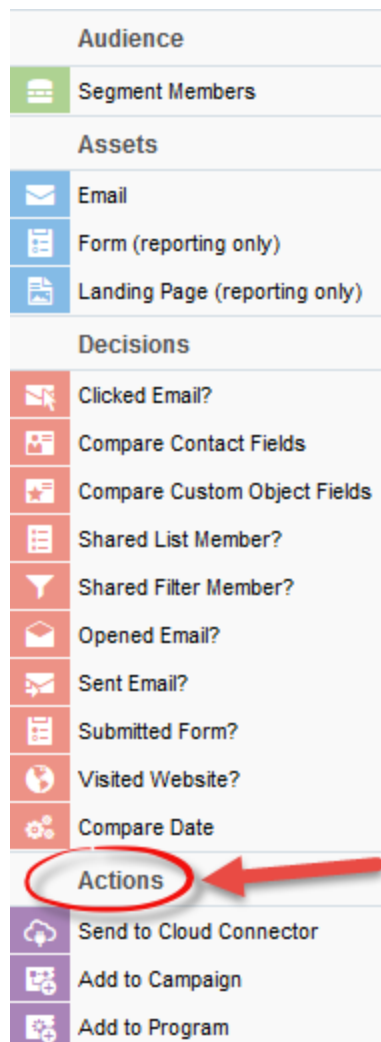 Audience
Segment Members
Assets
Email
Form (reporting only)
Landing Page (reporting only)
Decisions
Clicked Email?
Compare Contact Fields
Compare Custom Object Fields
Shared List Member?
Shared Filter Member?
Opened Email?
Sent Email?
Submitted Form?
Visited Website?
Compare Date
Actions
Send to Cloud Connector
Add to Campaign
Add to Program